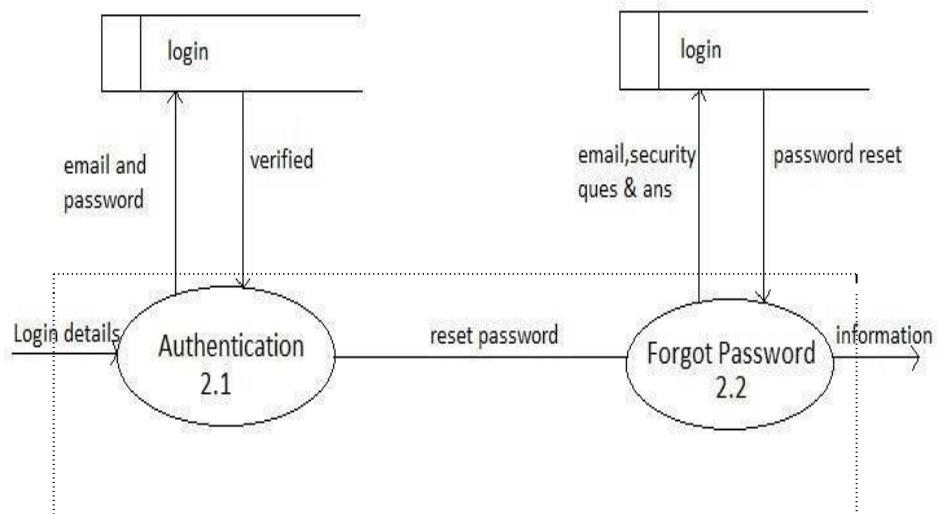 login
login
email and
password
verified
email,security
ques & ans
password reset
Login details
Authentication
2.1
reset password
Forgot Password
2.2
information